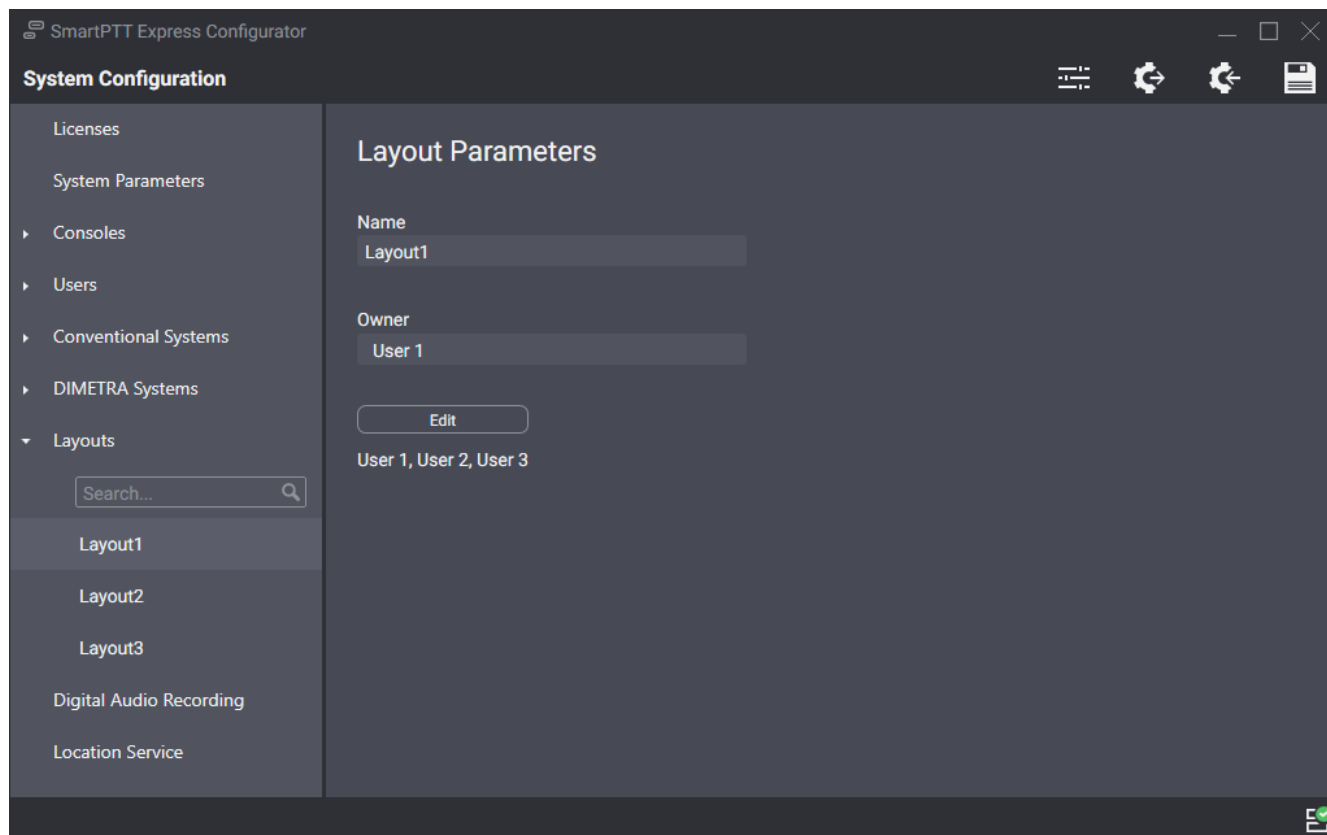 SmartPTT Express Configurator
System Configuration
Licenses
System Parameters
Consoles
Users
Conventional Systems
DIMETRA Systems
Layouts
Search...
Layout1
Layout2
Layout3
Digital Audio Recording
Location Service
Layout Parameters
Name
Layout1
Owner
User 1
Edit
User 1, User 2, User 3